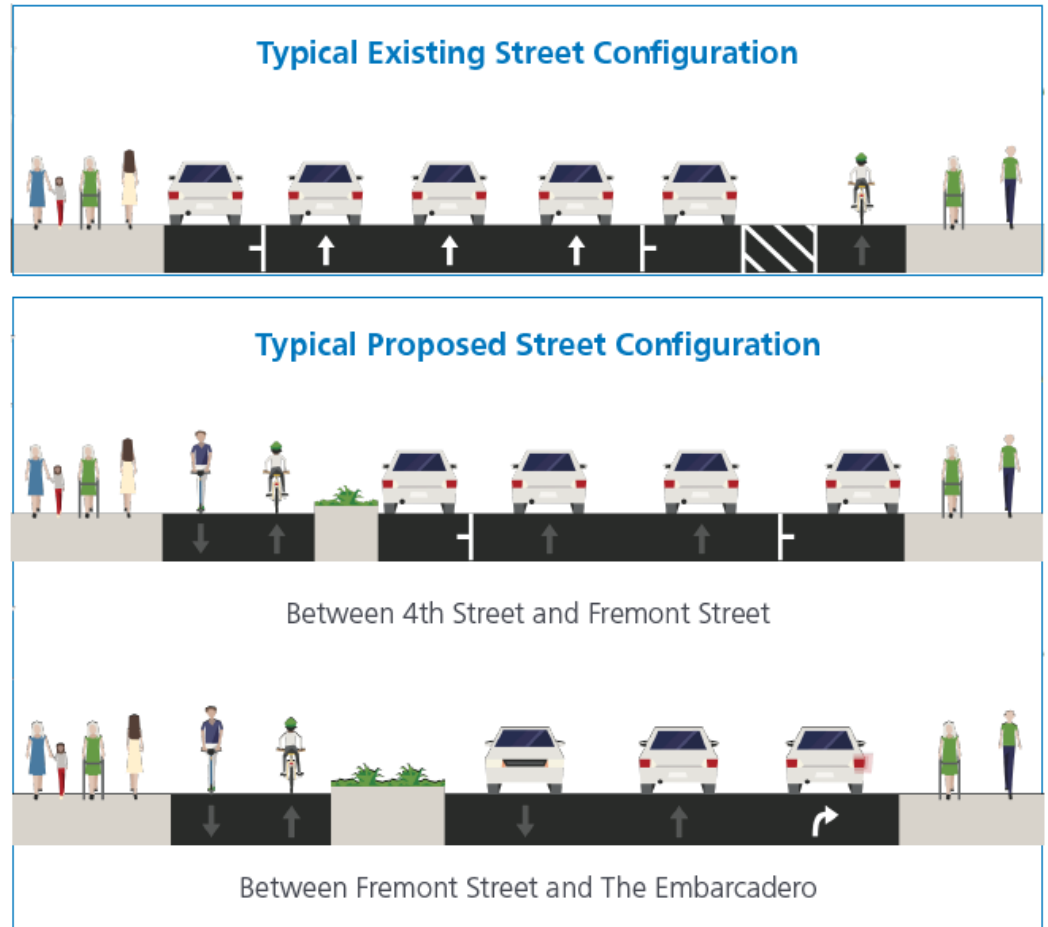 Typical Existing Street Configuration
Typical Proposed Street Configuration
Between 4th Street and Fremont Street
Between Fremont Street and The Embarcadero